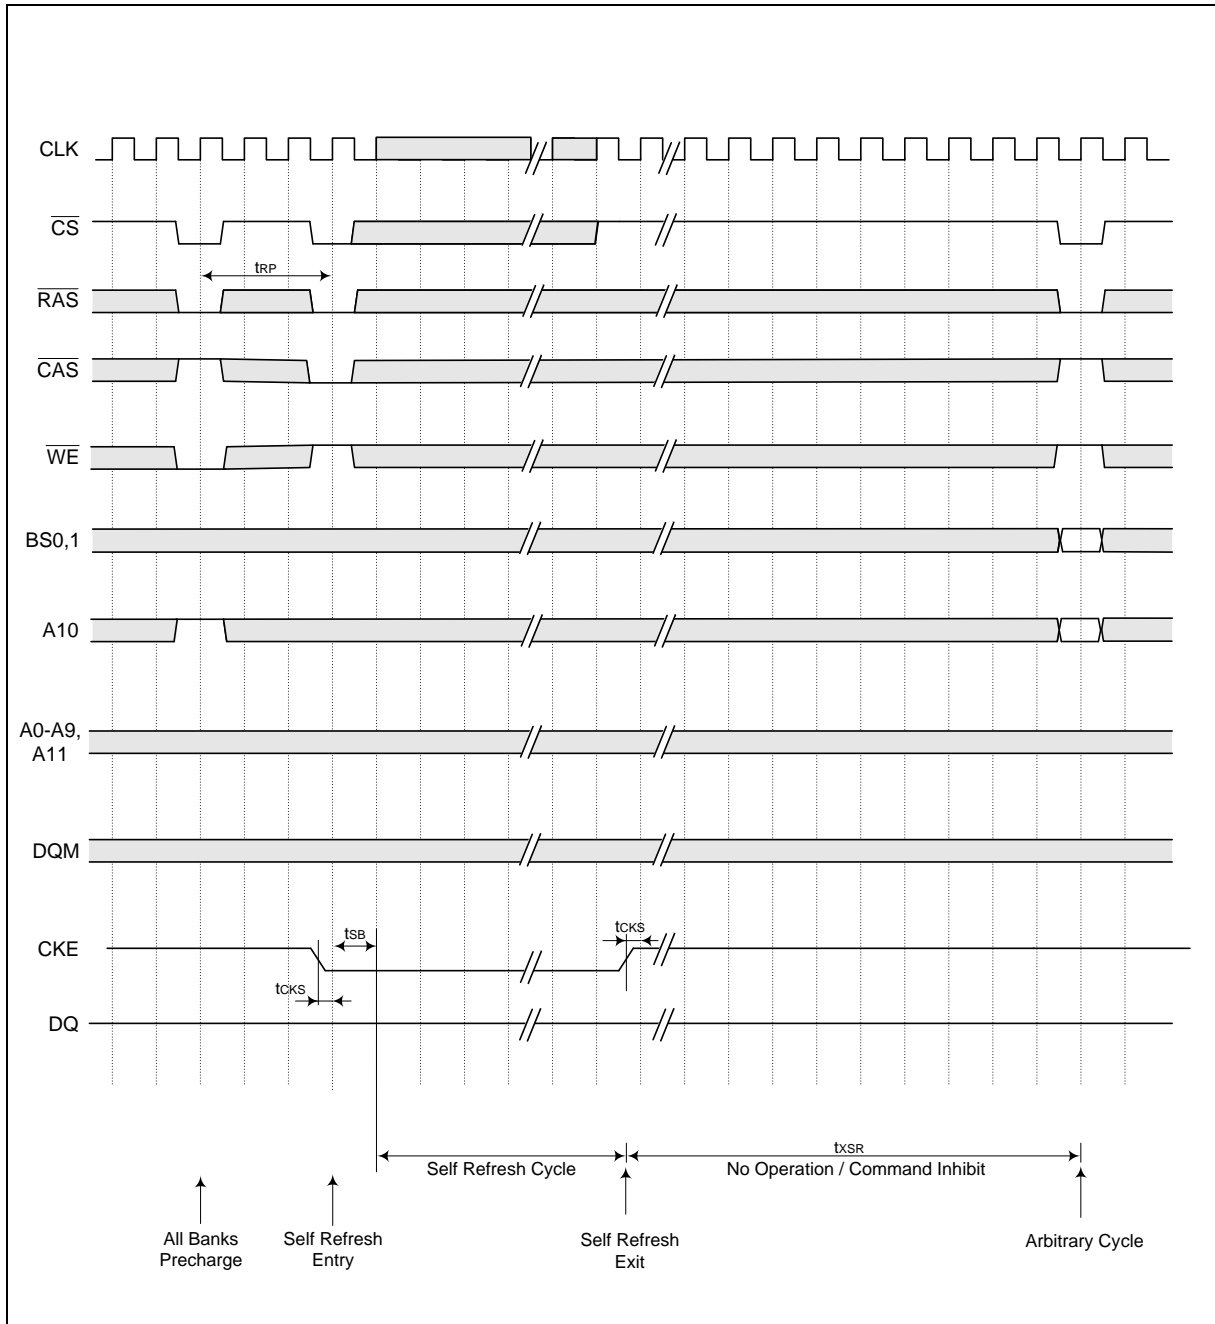 CLK
CS
tRP
RAS
CAS
WE
BS0,1
A10
A0-A9,
A11
DQM
tSB
tCKS
CKE
tCKS
DQ
tXSR
Self Refresh Cycle
No Operation / Command Inhibit
All Banks
Precharge
Self Refresh
Entry
Self Refresh
Exit
Arbitrary Cycle